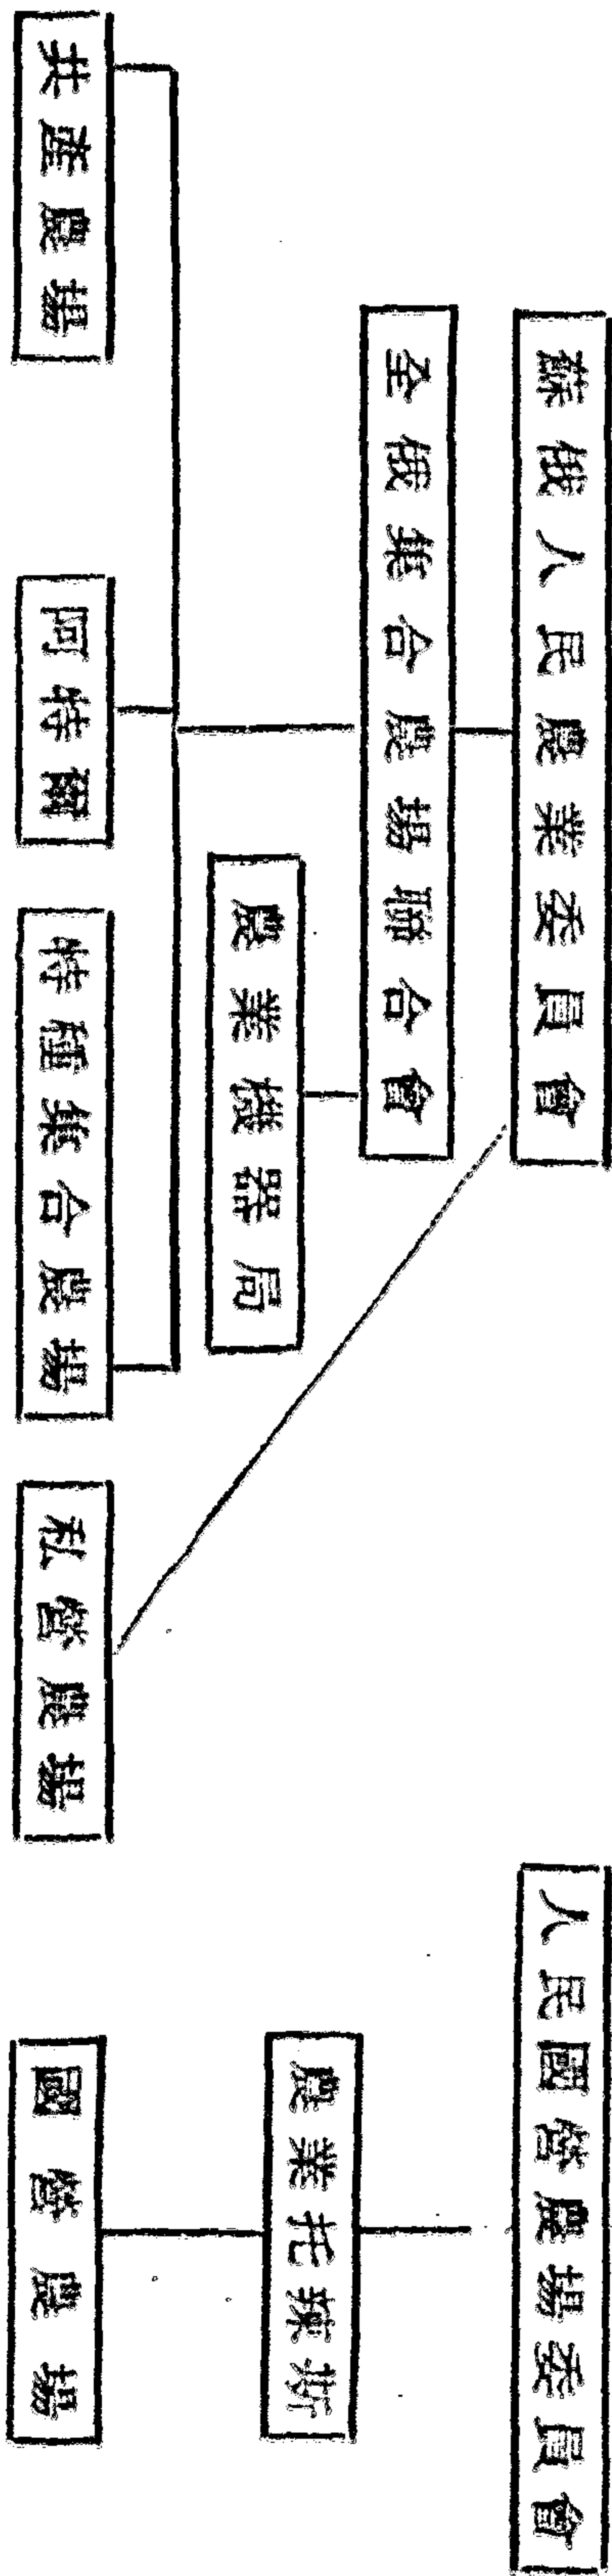 蘇俄人民農業委員會
人民國營農場委員會
全俄集合農場聯合會
農業機器局
農業托辣斯
共產農場
阿特爾
特種集合農場
私營農場
國營農場